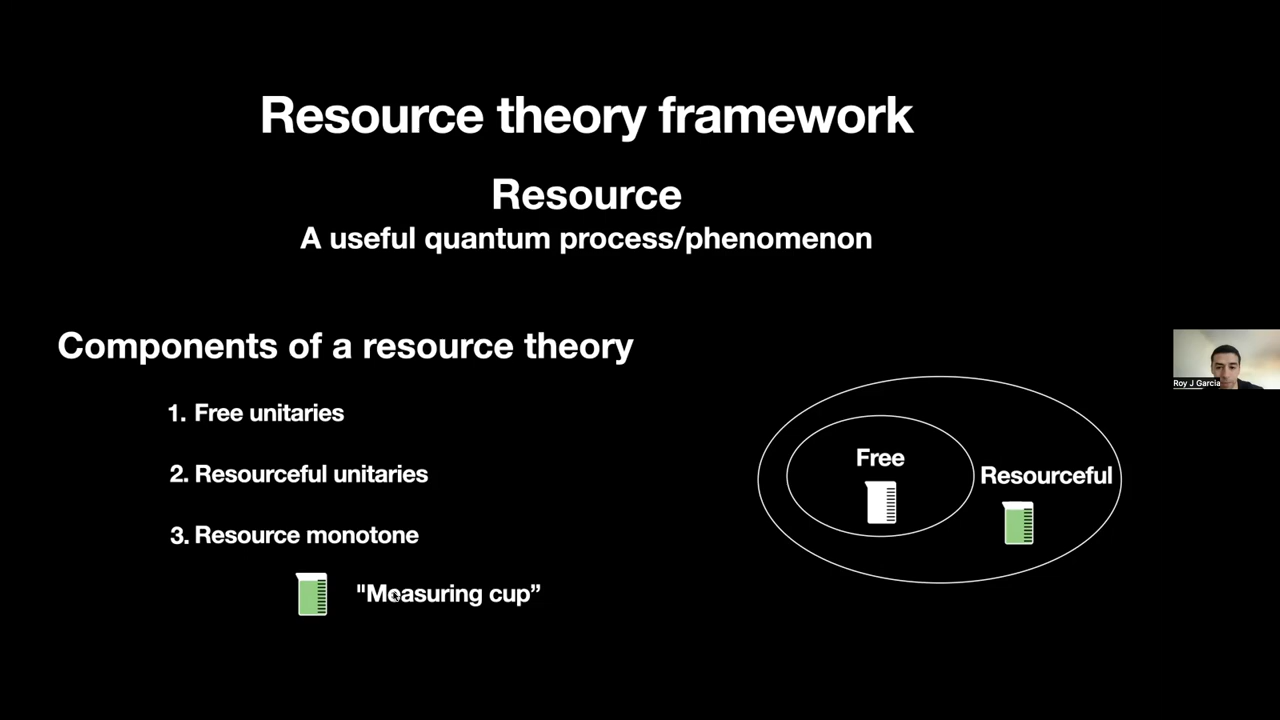 Resource theory framework
Resource
A useful quantum process/phenomenon
Components of a resource theory
1. Free unitaries
2. Resourceful unitaries
3. Resource monotone
"Measuring cup”
Free
Resourceful
Roy J Garcia